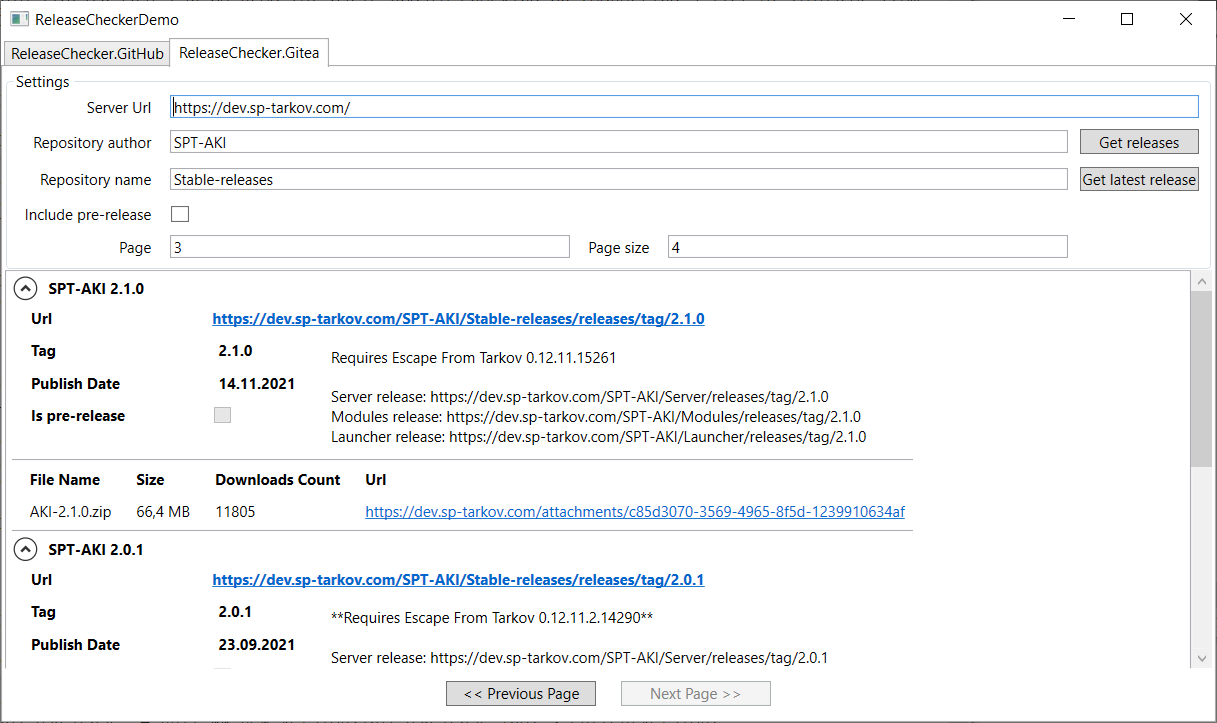 ReleaseCheckerDemo
ReleaseChecker.GitHub ReleaseChecker.Gitea
Settings
Server Url https://dev.sp-tarkov.com/
Repository author SPT-AKI Get releases
Repository name Stable-releases Get latest release
Include pre-release
Page 3 Page size 4
SPT-AKI 2.1.0
Url https://dev.sp-tarkov.com/SPT-AKI/Stable-releases/releases/tag/2.1.0
Tag 2.1.0
Requires Escape From Tarkov 0.12.11.15261
Publish Date 14.11.2021
Server release: https://dev.sp-tarkov.com/SPT-AKI/Server/releases/tag/2.1.0
Is pre-release
Modules release: https://dev.sp-tarkov.com/SPT-AKI/Modules/releases/tag/2.1.0
Launcher release: https://dev.sp-tarkov.com/SPT-AKI/Launcher/releases/tag/2.1.0
File Name Size Downloads Count Url
AKI-2.1.0.zip 66,4 MB 11805 https://dev.sp-tarkov.com/attachments/c85d3070-3569-4965-8f5d-1239910634af
SPT-AKI 2.0.1
Url https://dev.sp-tarkov.com/SPT-AKI/Stable-releases/releases/tag/2.0.1
Tag 2.0.1
**Requires Escape From Tarkov 0.12.11.2.14290**
Publish Date 23.09.2021
Server release: https://dev.sp-tarkov.com/SPT-AKI/Server/releases/tag/2.0.1
<< Previous Page Next Page >>